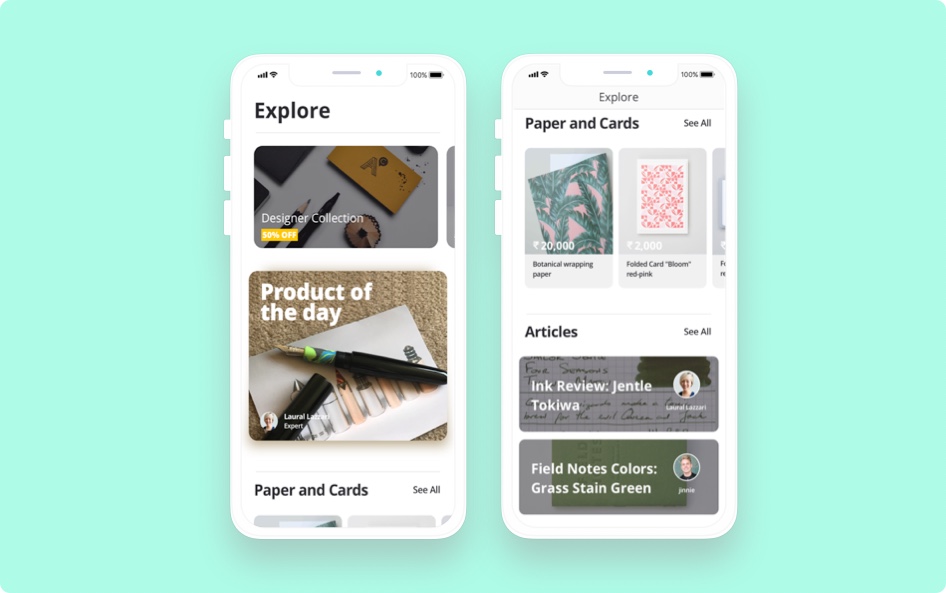 100%
Explore
Designer Collection
50% OFF
Product of
the day
Laural Lazzari
Expert
Paper and Cards
See All
100%
Explore
Paper and Cards
See All
₹ 20,000
₹ 2,000
Botanical wrapping
paper
Folded Card "Bloom"
red-pink
Articles
See All
Four Seasons
Ink Review: Jentle
Tokiwa
Laural Lazzari
Field Notes Colors:
Grass Stain Green
Jinnie